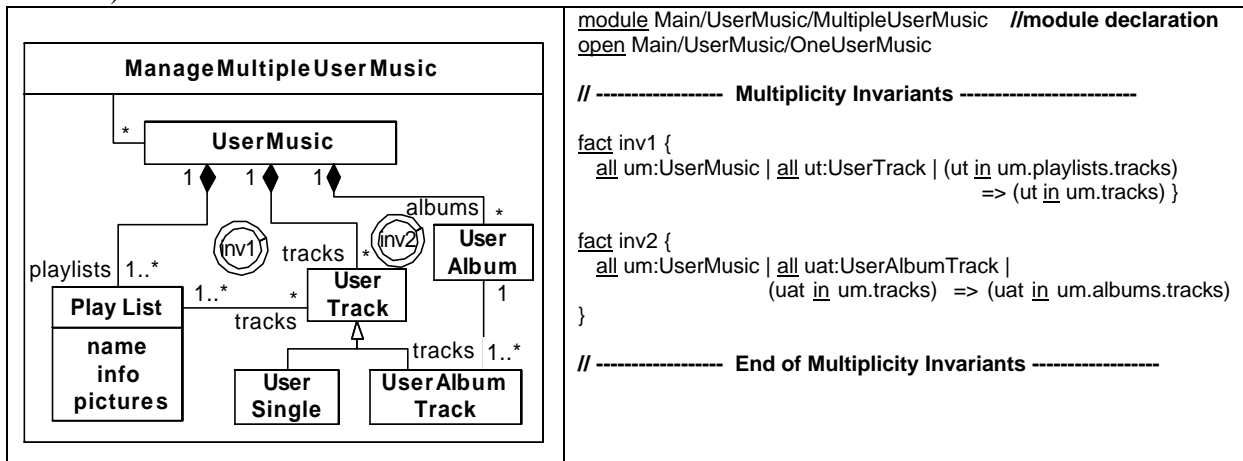 ManageMultipleUserMusic
*
UserMusic
1 1 1
albums *
inv1
tracks *
inv2
User
Album
playlists 1..*
User
Track
1
Play List
1..* *
tracks
name
info
pictures
tracks 1..*
User
Single
UserAlbum
Track
module Main/UserMusic/MultipleUserMusic //module declaration
open Main/UserMusic/OneUserMusic
// ------------------ Multiplicity Invariants -------------------------
fact inv1 {
all um:UserMusic | all ut:UserTrack | (ut in um.playlists.tracks)
=> (ut in um.tracks) }
fact inv2 {
all um:UserMusic | all uat:UserAlbumTrack |
(uat in um.tracks) => (uat in um.albums.tracks)
}
// ------------------ End of Multiplicity Invariants ------------------